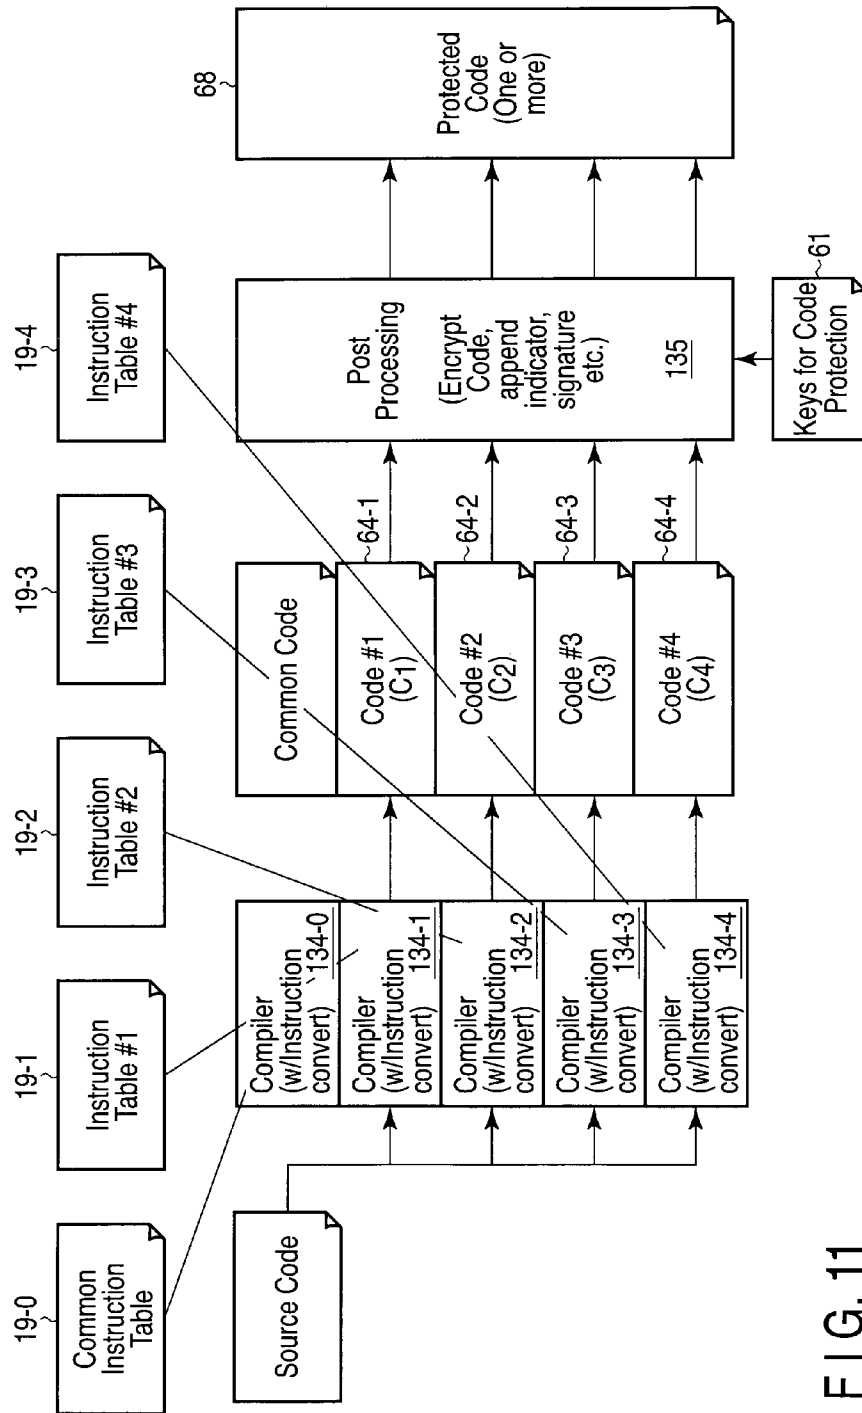 19-0
Common
Instruction
Table
19-1
Instruction
Table #1
19-2
Instruction
Table #2
19-3
Instruction
Table #3
19-4
Instruction
Table #4
Source Code
Compiler
(w/Instruction
convert) 134-0
Compiler
(w/Instruction
convert) 134-1
Compiler
(w/Instruction
convert) 134-2
Compiler
(w/Instruction
convert) 134-3
Compiler
(w/Instruction
convert) 134-4
Common Code
Code #1
(C1)
64-1
Code #2
(C2)
64-2
Code #3
(C3)
64-3
Code #4
(C4)
64-4
Post
Processing
(Encrypt
Code,
append
indicator,
signature
etc.)
135
Keys for Code
Protection
61
68
Protected
Code
(One or
more)
FIG. 11